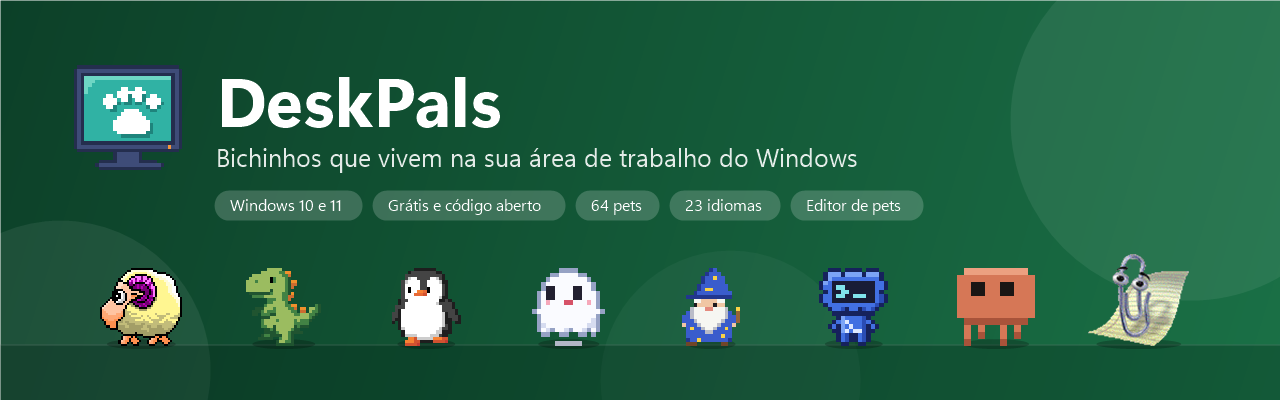 DeskPals
Bichinhos que vivem na sua área de trabalho do Windows
Windows 10 e 11
Grátis e código aberto
64 pets
23 idiomas
Editor de pets